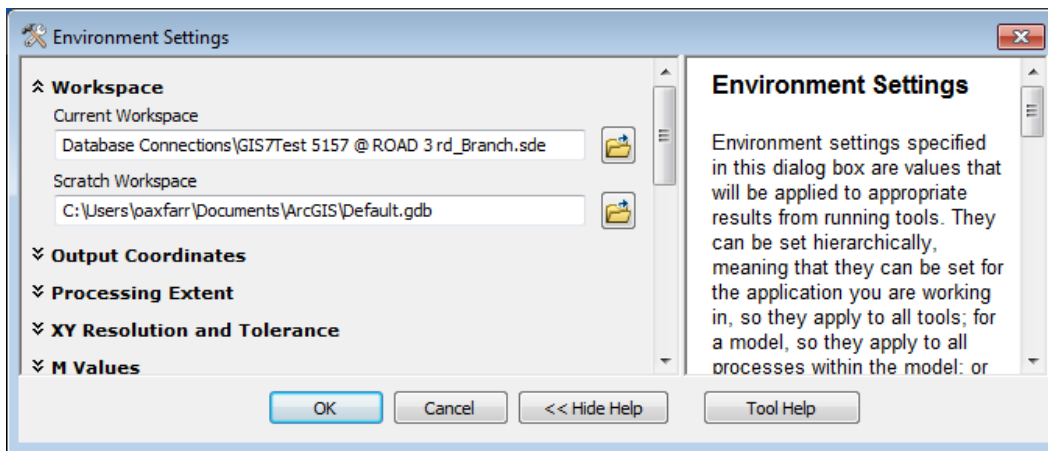 Environment Settings
Workspace
Current Workspace
Database Connections\GIS7Test 5157 @ ROAD 3 rd_Branch.sde
Scratch Workspace
C:\Users\oaxfarr\Documents\ArcGIS\Default.gdb
Output Coordinates
Processing Extent
XY Resolution and Tolerance
M Values
Environment Settings
Environment settings specified
in this dialog box are values that
will be applied to appropriate
results from running tools. They
can be set hierarchically,
meaning that they can be set for
the application you are working
in, so they apply to all tools; for
a model, so they apply to all
processes within the model; or
OK
Cancel
<< Hide Help
Tool Help